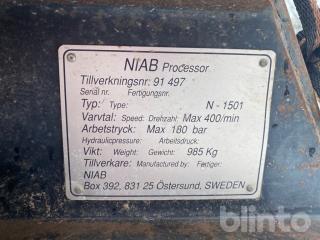 NIAB Processor
Tillverkningsnr: 91 497
Serial nr. Fertigungsnr.
Typ: Type: N - 1501
Varvtal: Speed: Drehzahl: Max 400/min
Arbetstryck: Max 180 bar
Hydraulicpressure: Arbeitsdruck:
Vikt: Weight: Gewicht: 985 Kg
Tillverkare: Manufactured by: Fertiger:
NIAB
Box 392, 831 25 Östersund, SWEDEN
blinto